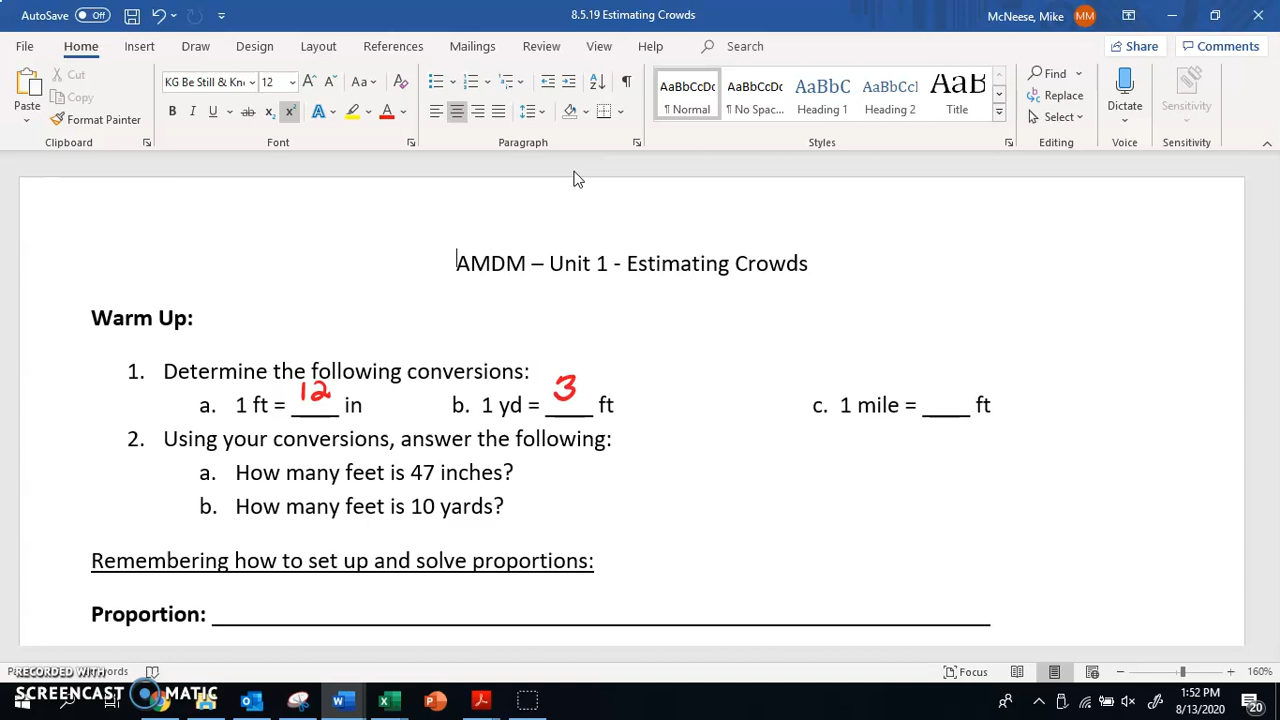 AutoSave Off 8.5.19 Estimating Crowds McNeese, Mike MM
File Home Insert Draw Design Layout References Mailings Review View Help Search Share Comments
Paste Cut Copy Format Painter
KG Be Still & Kn 12
AaBbCcDc ¶ Normal AaBbCcDc ¶ No Spac... AaBbC Heading 1 AaBbCcI Heading 2 AaB Title
Find Replace Select Dictate Sensitivity
Clipboard Font Paragraph Styles Editing Voice Sensitivity
AMDM – Unit 1 - Estimating Crowds
Warm Up:
1. Determine the following conversions:
a. 1 ft = 12 in b. 1 yd = 3 ft c. 1 mile = ____ ft
2. Using your conversions, answer the following:
a. How many feet is 47 inches?
b. How many feet is 10 yards?
Remembering how to set up and solve proportions:
Proportion: ____
RECORDED WITH
SCREENCAST MATIC
Focus 160%
1:52 PM
8/13/2020
20